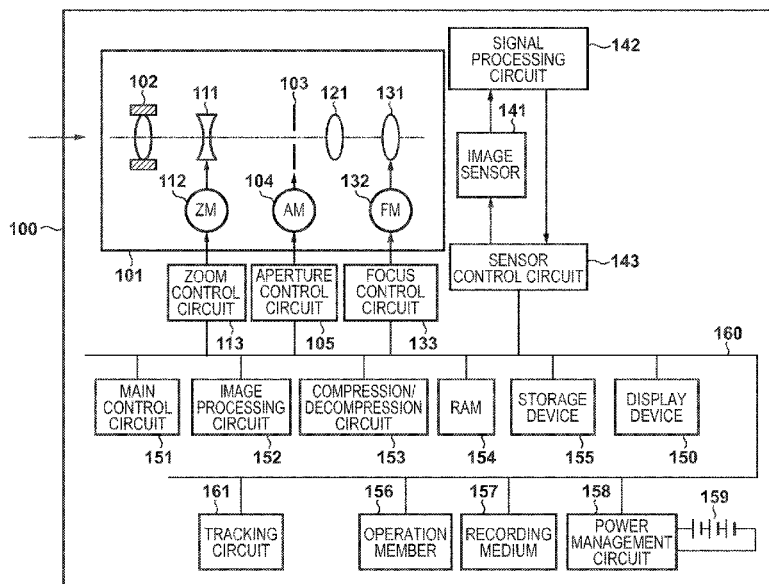 SIGNAL
PROCESSING
CIRCUIT
142
102
111
103
121
131
141
IMAGE
SENSOR
112
ZM
104
AM
132
FM
100
101
ZOOM
CONTROL
CIRCUIT
APERTURE
CONTROL
CIRCUIT
FOCUS
CONTROL
CIRCUIT
SENSOR
CONTROL CIRCUIT
143
113
105
133
160
MAIN
CONTROL
CIRCUIT
IMAGE
PROCESSING
CIRCUIT
COMPRESSION/
DECOMPRESSION
CIRCUIT
RAM
STORAGE
DEVICE
DISPLAY
DEVICE
151
152
153
154
155
150
161
156
157
158
159
TRACKING
CIRCUIT
OPERATION
MEMBER
RECORDING
MEDIUM
POWER
MANAGEMENT
CIRCUIT